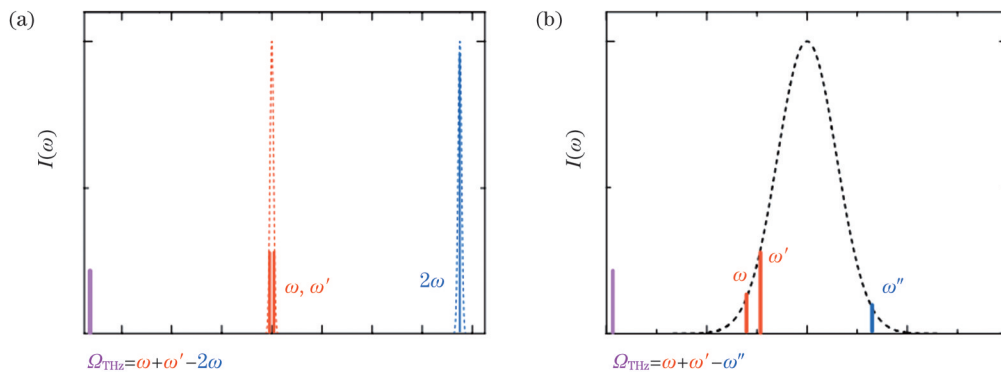 (a)
I(ω)
ω, ω′
2ω
Ω_THz=ω+ω′−2ω
(b)
I(ω)
ω
ω′
ω″
Ω_THz=ω+ω′−ω″